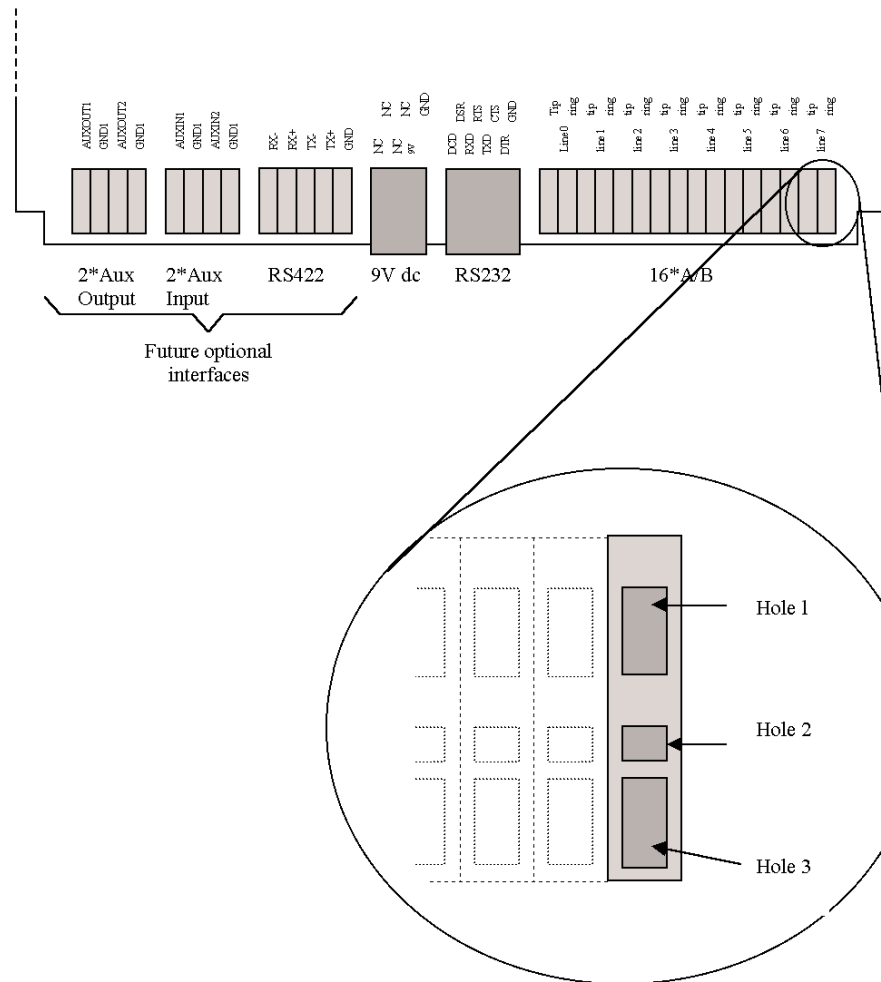 AUXOUT1
GND1
AUXOUT2
GND1
AUXIN1
GND1
AUXIN2
GND1
RX-
RX+
TX-
TX+
GND
NC
NC
NC
NC
9V
GND
DCD
DSR
RXD
RTS
TXD
CTS
DTR
GND
Tip
Line0
ring
tip
line 1
ring
tip
line 2
ring
tip
line 3
ring
tip
line 4
ring
tip
line 5
ring
tip
line 6
ring
tip
line 7
ring
2*Aux
Output
2*Aux
Input
RS422
9V dc
RS232
16*A/B
Future optional
interfaces
Hole 1
Hole 2
Hole 3